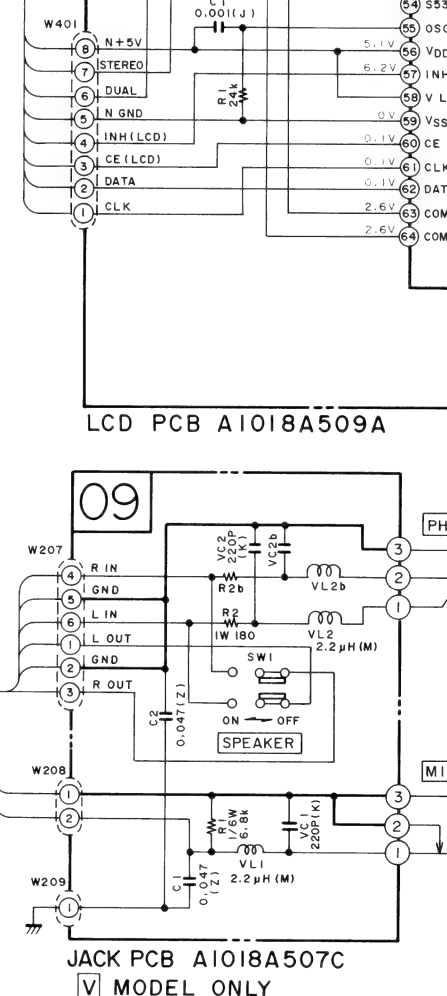 C1
0.001(J)
54 S53
55 OSC
W401
8 N+5V
5.1V 56 VDD
7 STEREO
6.2V 57 INH
6 DUAL
R1
24k
58 VL
5 N GND
0V 59 VSS
4 INH(LCD)
0.1V 60 CE
3 CE(LCD)
0.1V 61 CLK
2 DATA
0.1V 62 DAT
1 CLK
2.6V 63 COM
2.6V 64 COM
LCD PCB A1018A509A
09
PH
W207
VC2
220P
(K)
VC2b
3
4 R IN
2
5 GND
R2b
VL2b
6 L IN
R2
1
1 L OUT
1W 180
VL2
2.2μH(M)
2 GND
SW1
3 R OUT
C2
0.047(Z)
ON OFF
SPEAKER
MI
W208
1
3
2
R1
1/6W
6.8k
VC1
220P(K)
2
1
VL1
2.2μH(M)
W209
C1
0.047
(Z)
1
JACK PCB A1018A507C
V MODEL ONLY